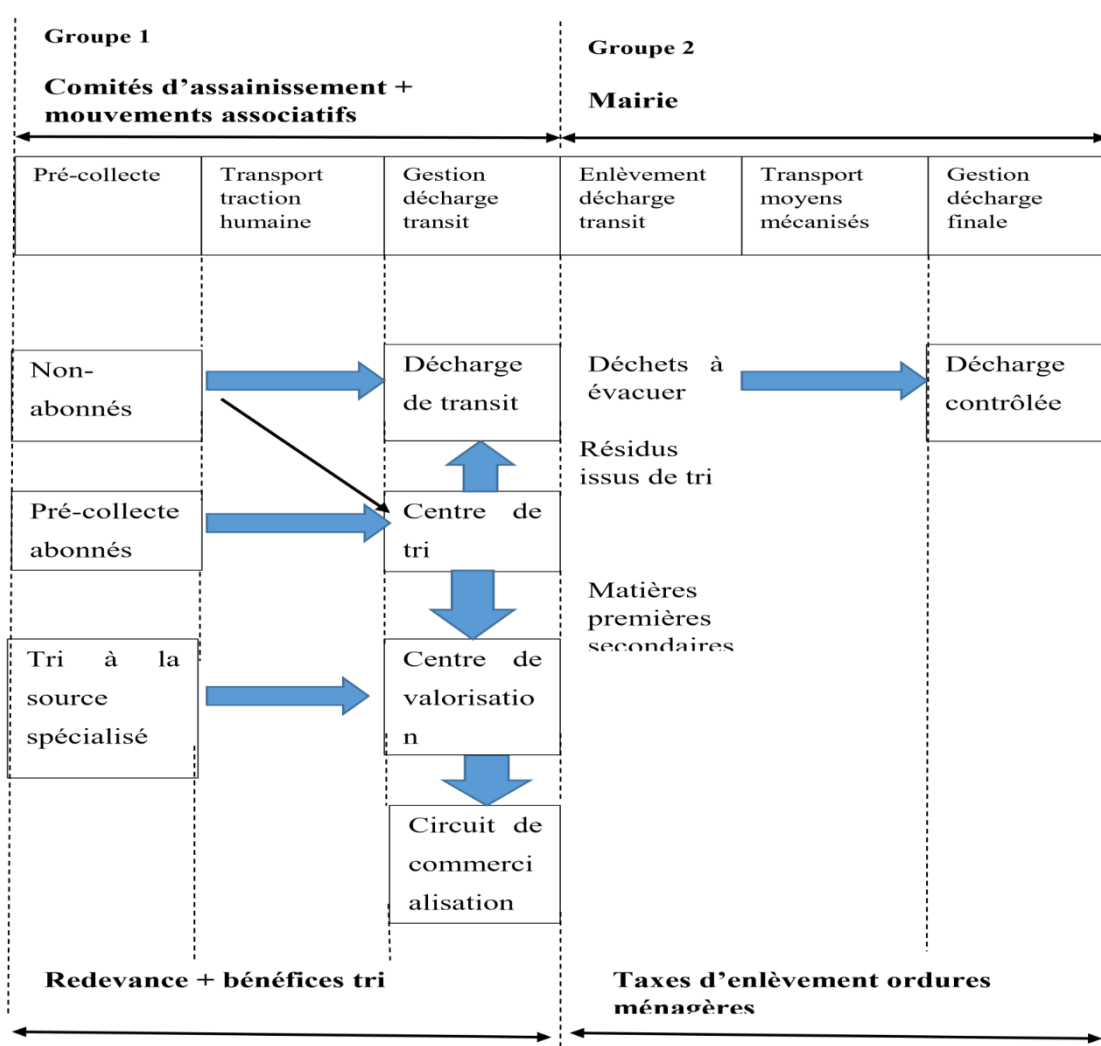 Groupe 1
Comités d’assainissement +
mouvements associatifs
Groupe 2
Mairie
Pré-collecte
Transport
traction
humaine
Gestion
décharge
transit
Enlèvement
décharge
transit
Transport
moyens
mécanisés
Gestion
décharge
finale
Non-
abonnés
Décharge
de transit
Déchets à
évacuer
Décharge
contrôlée
Résidus
issus de tri
Pré-collecte
abonnés
Centre de
tri
Matières
premières
secondaires
Tri à la
source
spécialisé
Centre de
valorisatio
n
Circuit de
commerci
alisation
Redevance + bénéfices tri
Taxes d’enlèvement ordures
ménagères